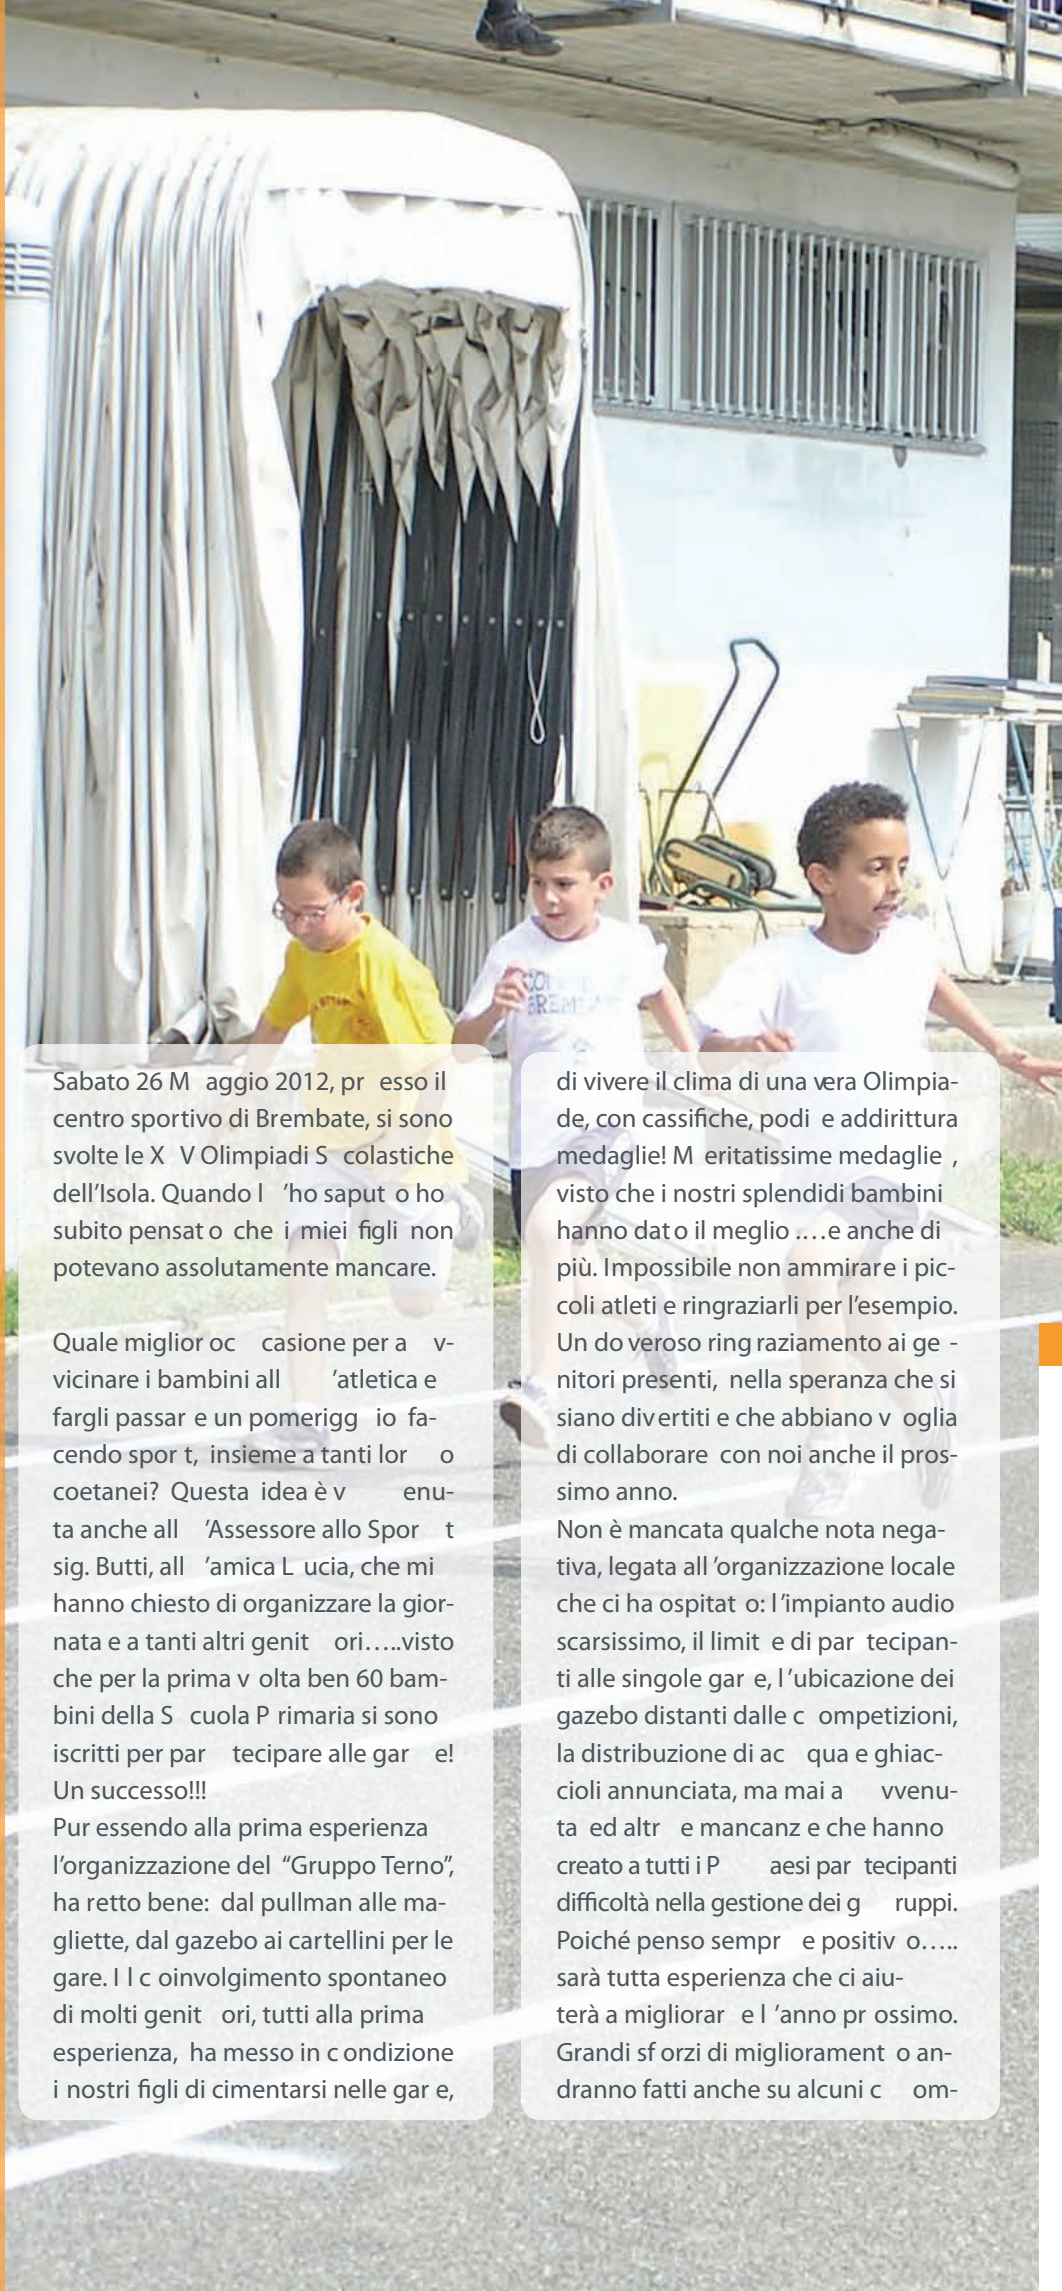 Sabato 26 Maggio 2012, presso il
centro sportivo di Brembate, si sono
svolte le XV Olimpiadi Scolastiche
dell'Isola. Quando l'ho saputo ho
subito pensato che i miei figli non
potevano assolutamente mancare.
Quale miglior occasione per av-
vicinare i bambini all'atletica e
fargli passare un pomeriggio fa-
cendo sport, insieme a tanti loro
coetanei? Questa idea è venu-
ta anche all'Assessore allo Sport
sig. Butti, all'amica Lucia, che mi
hanno chiesto di organizzare la gior-
nata e a tanti altri genitori…..visto
che per la prima volta ben 60 bam-
bini della Scuola Primaria si sono
iscritti per partecipare alle gare!
Un successo!!!
Pur essendo alla prima esperienza
l'organizzazione del “Gruppo Terno”,
ha retto bene: dal pullman alle ma-
gliette, dal gazebo ai cartellini per le
gare. Il coinvolgimento spontaneo
di molti genitori, tutti alla prima
esperienza, ha messo in condizione
i nostri figli di cimentarsi nelle gare,
di vivere il clima di una vera Olimpia-
de, con cassifiche, podi e addirittura
medaglie! Meritatissime medaglie,
visto che i nostri splendidi bambini
hanno dato il meglio ….e anche di
più. Impossibile non ammirare i pic-
coli atleti e ringraziarli per l'esempio.
Un doveroso ringraziamento ai ge-
nitori presenti, nella speranza che si
siano divertiti e che abbiano voglia
di collaborare con noi anche il pros-
simo anno.
Non è mancata qualche nota nega-
tiva, legata all'organizzazione locale
che ci ha ospitato: l'impianto audio
scarsissimo, il limite di partecipan-
ti alle singole gare, l'ubicazione dei
gazebo distanti dalle competizioni,
la distribuzione di acqua e ghiac-
cioli annunciata, ma mai avvenu-
ta ed altre mancanze che hanno
creato a tutti i Paesi partecipanti
difficoltà nella gestione dei gruppi.
Poiché penso sempre positivo…..
sarà tutta esperienza che ci aiu-
terà a migliorare l'anno prossimo.
Grandi sforzi di miglioramento an-
dranno fatti anche su alcuni com-